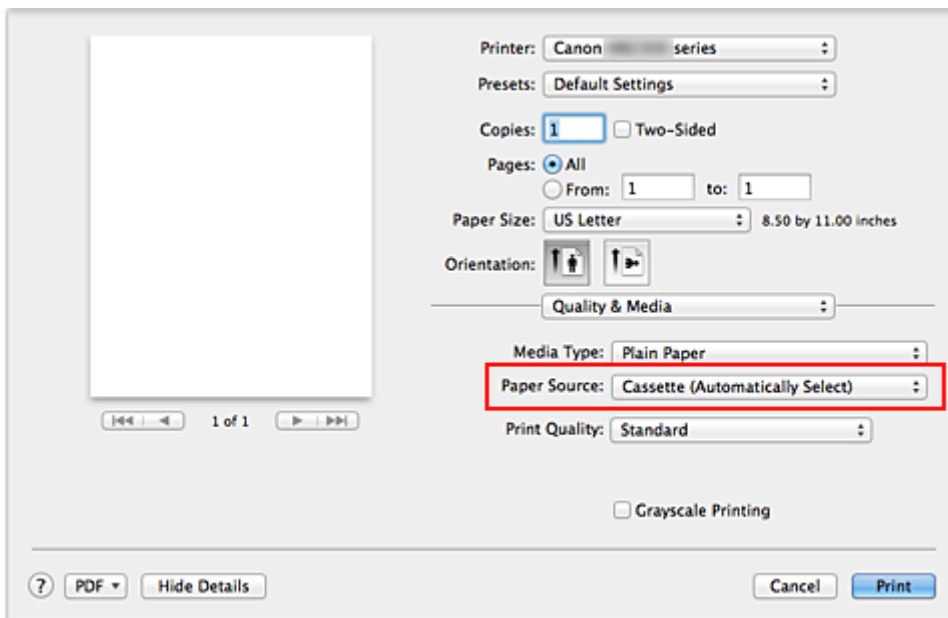 Printer: Canon series
Presets: Default Settings
Copies: 1 Two-Sided
Pages: All
From: 1 to: 1
Paper Size: US Letter 8.50 by 11.00 inches
Orientation:
Quality & Media
Media Type: Plain Paper
Paper Source: Cassette (Automatically Select)
1 of 1
Print Quality: Standard
Grayscale Printing
? PDF Hide Details Cancel Print